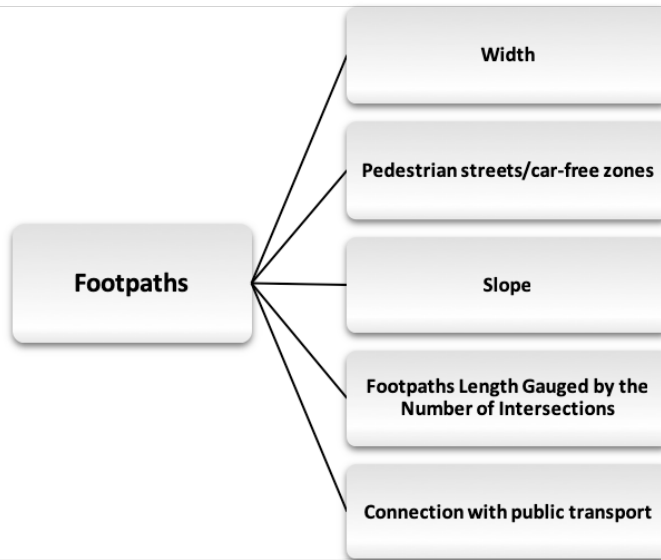 Width
Pedestrian streets/car-free zones
Footpaths
Slope
Footpaths Length Gauged by the
Number of Intersections
Connection with public transport